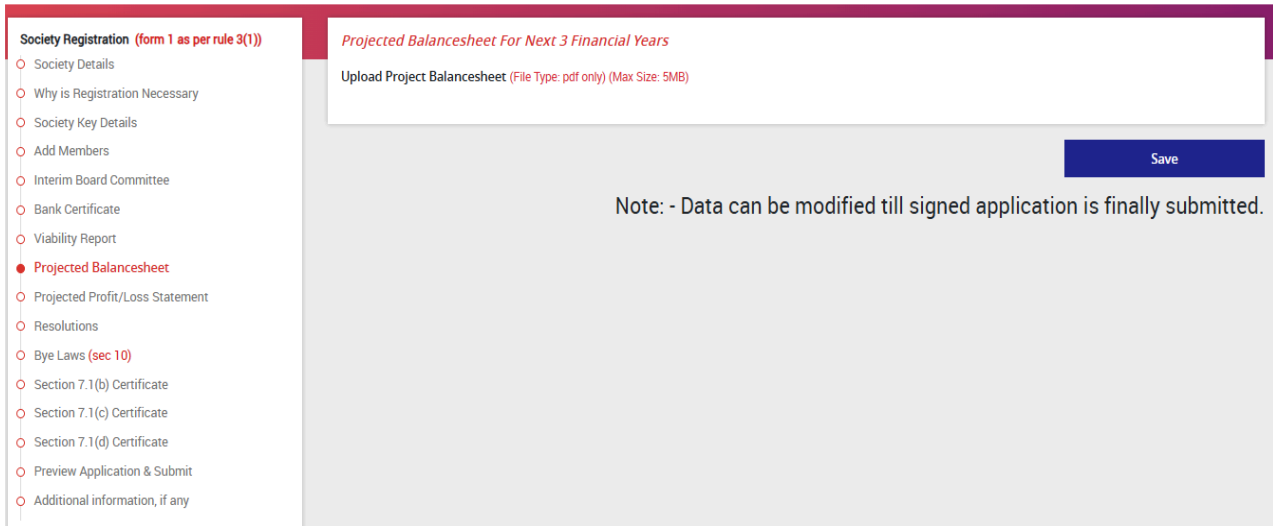 Society Registration (form 1 as per rule 3(1))
Society Details
Why is Registration Necessary
Society Key Details
Add Members
Interim Board Committee
Bank Certificate
Viability Report
Projected Balancesheet
Projected Profit/Loss Statement
Resolutions
Bye Laws (sec 10)
Section 7.1(b) Certificate
Section 7.1(c) Certificate
Section 7.1(d) Certificate
Preview Application & Submit
Additional information, if any
Projected Balancesheet For Next 3 Financial Years
Upload Project Balancesheet (File Type: pdf only) (Max Size: 5MB)
Save
Note: - Data can be modified till signed application is finally submitted.